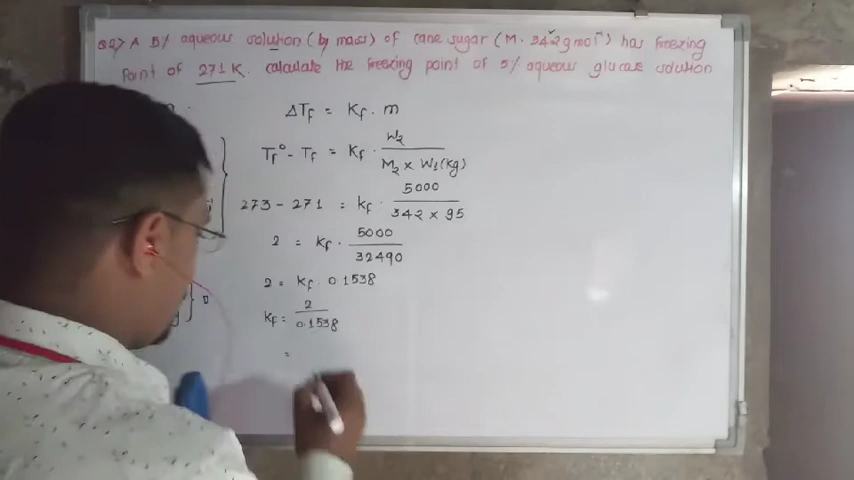 Q27 A 5% aqueous solution (by mass) of cane sugar (M. 342 g mol⁻¹) has freezing
Point of 271 K. calculate the freezing point of 5% aqueous glucose solution
ΔTf = Kf . m
Tf° - Tf = Kf . W₂ / M₂ × W₁(Kg)
273 - 271 = Kf . 5000 / 342 × 95
2 = Kf . 5000 / 32490
2 = Kf . 0.1538
Kf = 2 / 0.1538
=